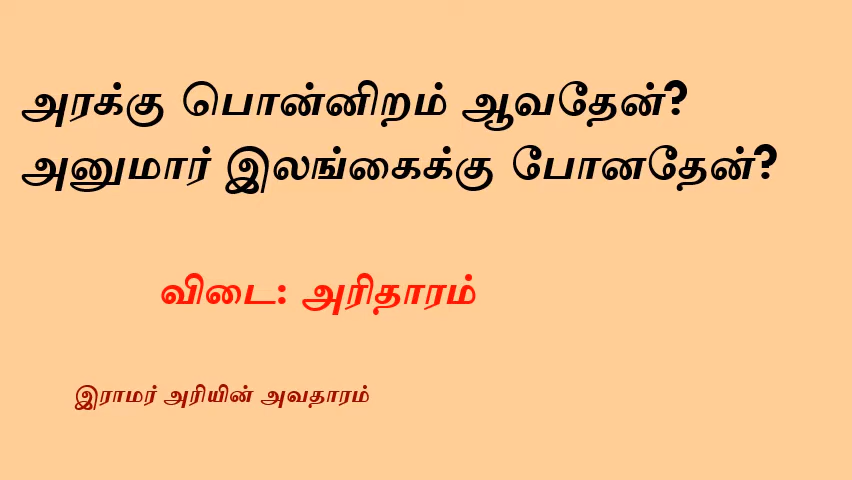 அரக்கு பொன்னிறம் ஆவதேன்?
அனுமார் இலங்கைக்கு போனதேன்?
விடை: அரிதாரம்
இராமர் அரியின் அவதாரம்